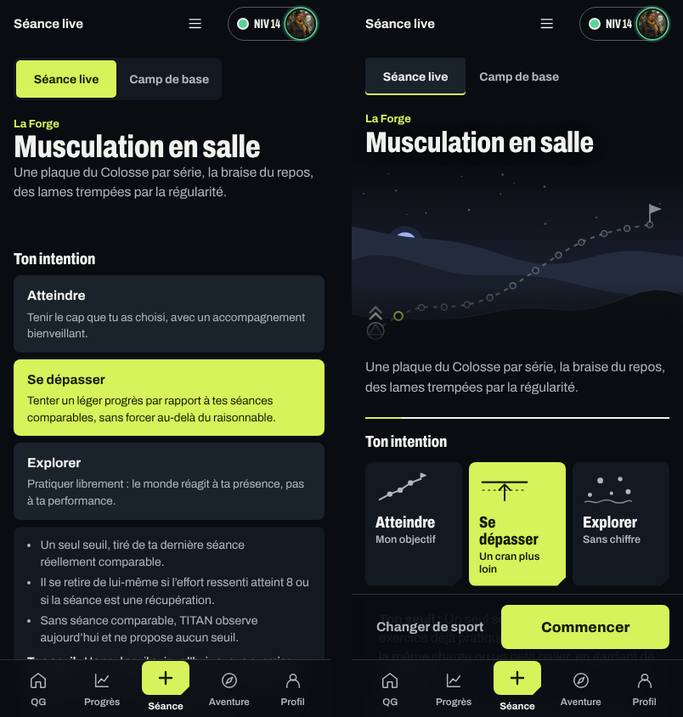 Séance live
NIV 14
Séance live
Camp de base
La Forge
Musculation en salle
Une plaque du Colosse par série, la braise du repos,
des lames trempées par la régularité.
Ton intention
Atteindre
Tenir le cap que tu as choisi, avec un accompagnement
bienveillant.
Se dépasser
Tenter un léger progrès par rapport à tes séances
comparables, sans forcer au-delà du raisonnable.
Explorer
Pratiquer librement : le monde réagit à ta présence, pas
à ta performance.
• Un seul seuil, tiré de ta dernière séance
réellement comparable.
• Il se retire de lui-même si l'effort ressenti atteint 8 ou
si la séance est une récupération.
• Sans séance comparable, TITAN observe
aujourd'hui et ne propose aucun seuil.
QG
Progrès
Séance
Aventure
Profil
Séance live
NIV 14
Séance live
Camp de base
La Forge
Musculation en salle
Une plaque du Colosse par série, la braise du repos,
des lames trempées par la régularité.
Ton intention
Atteindre
Mon objectif
Se
dépasser
Un cran plus
loin
Explorer
Sans chiffre
Changer de sport
Commencer
QG
Progrès
Séance
Aventure
Profil